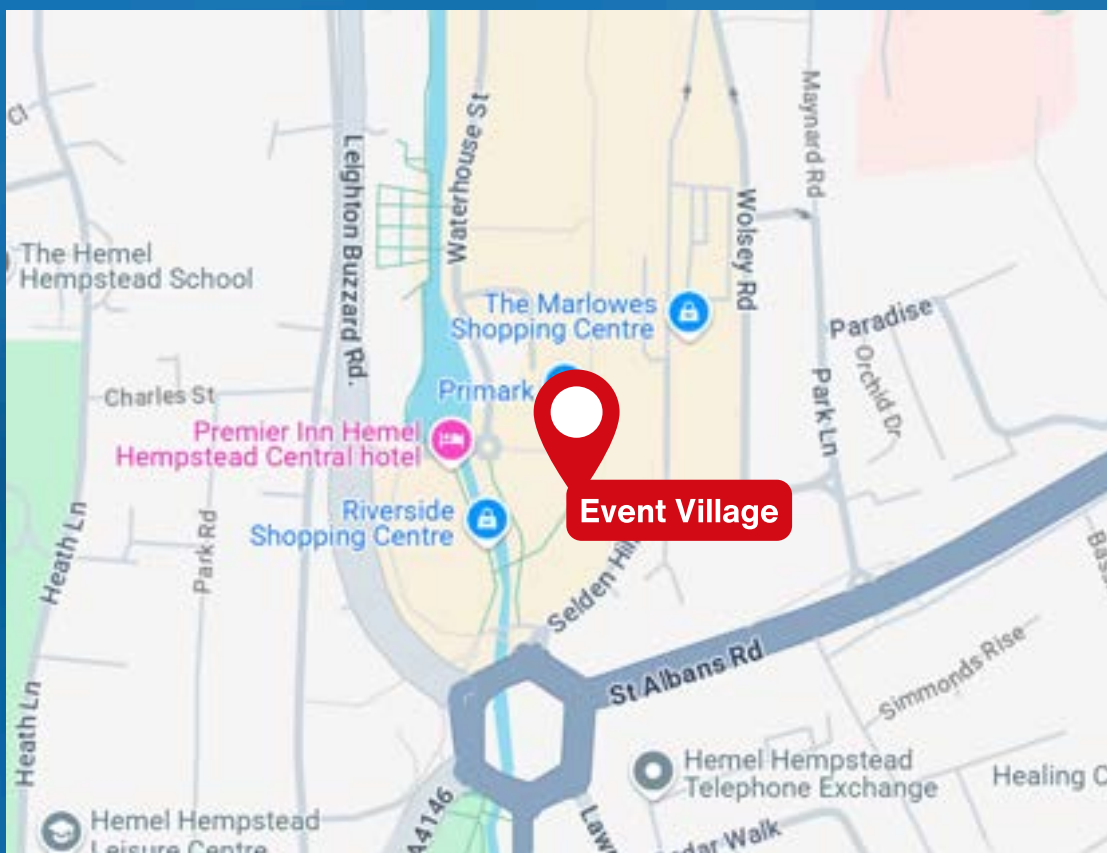 Cl
Leighton Buzzard Rd.
Waterhouse St
Maynard Rd
Wolsey Rd
The Hemel
Hempstead School
The Marlowes
Shopping Centre
Paradise
Orchid Dr
Primark
Charles St
Park Ln
Premier Inn Hemel
Hempstead Central hotel
Event Village
Riverside
Shopping Centre
Heath Ln
Park Rd
Selden Hill
St Albans Rd
Simmonds Rise
Heath Ln
Hemel Hempstead
Telephone Exchange
Healing C
A4146
Hemel Hempstead
Leisure Centre
Law
dar Walk